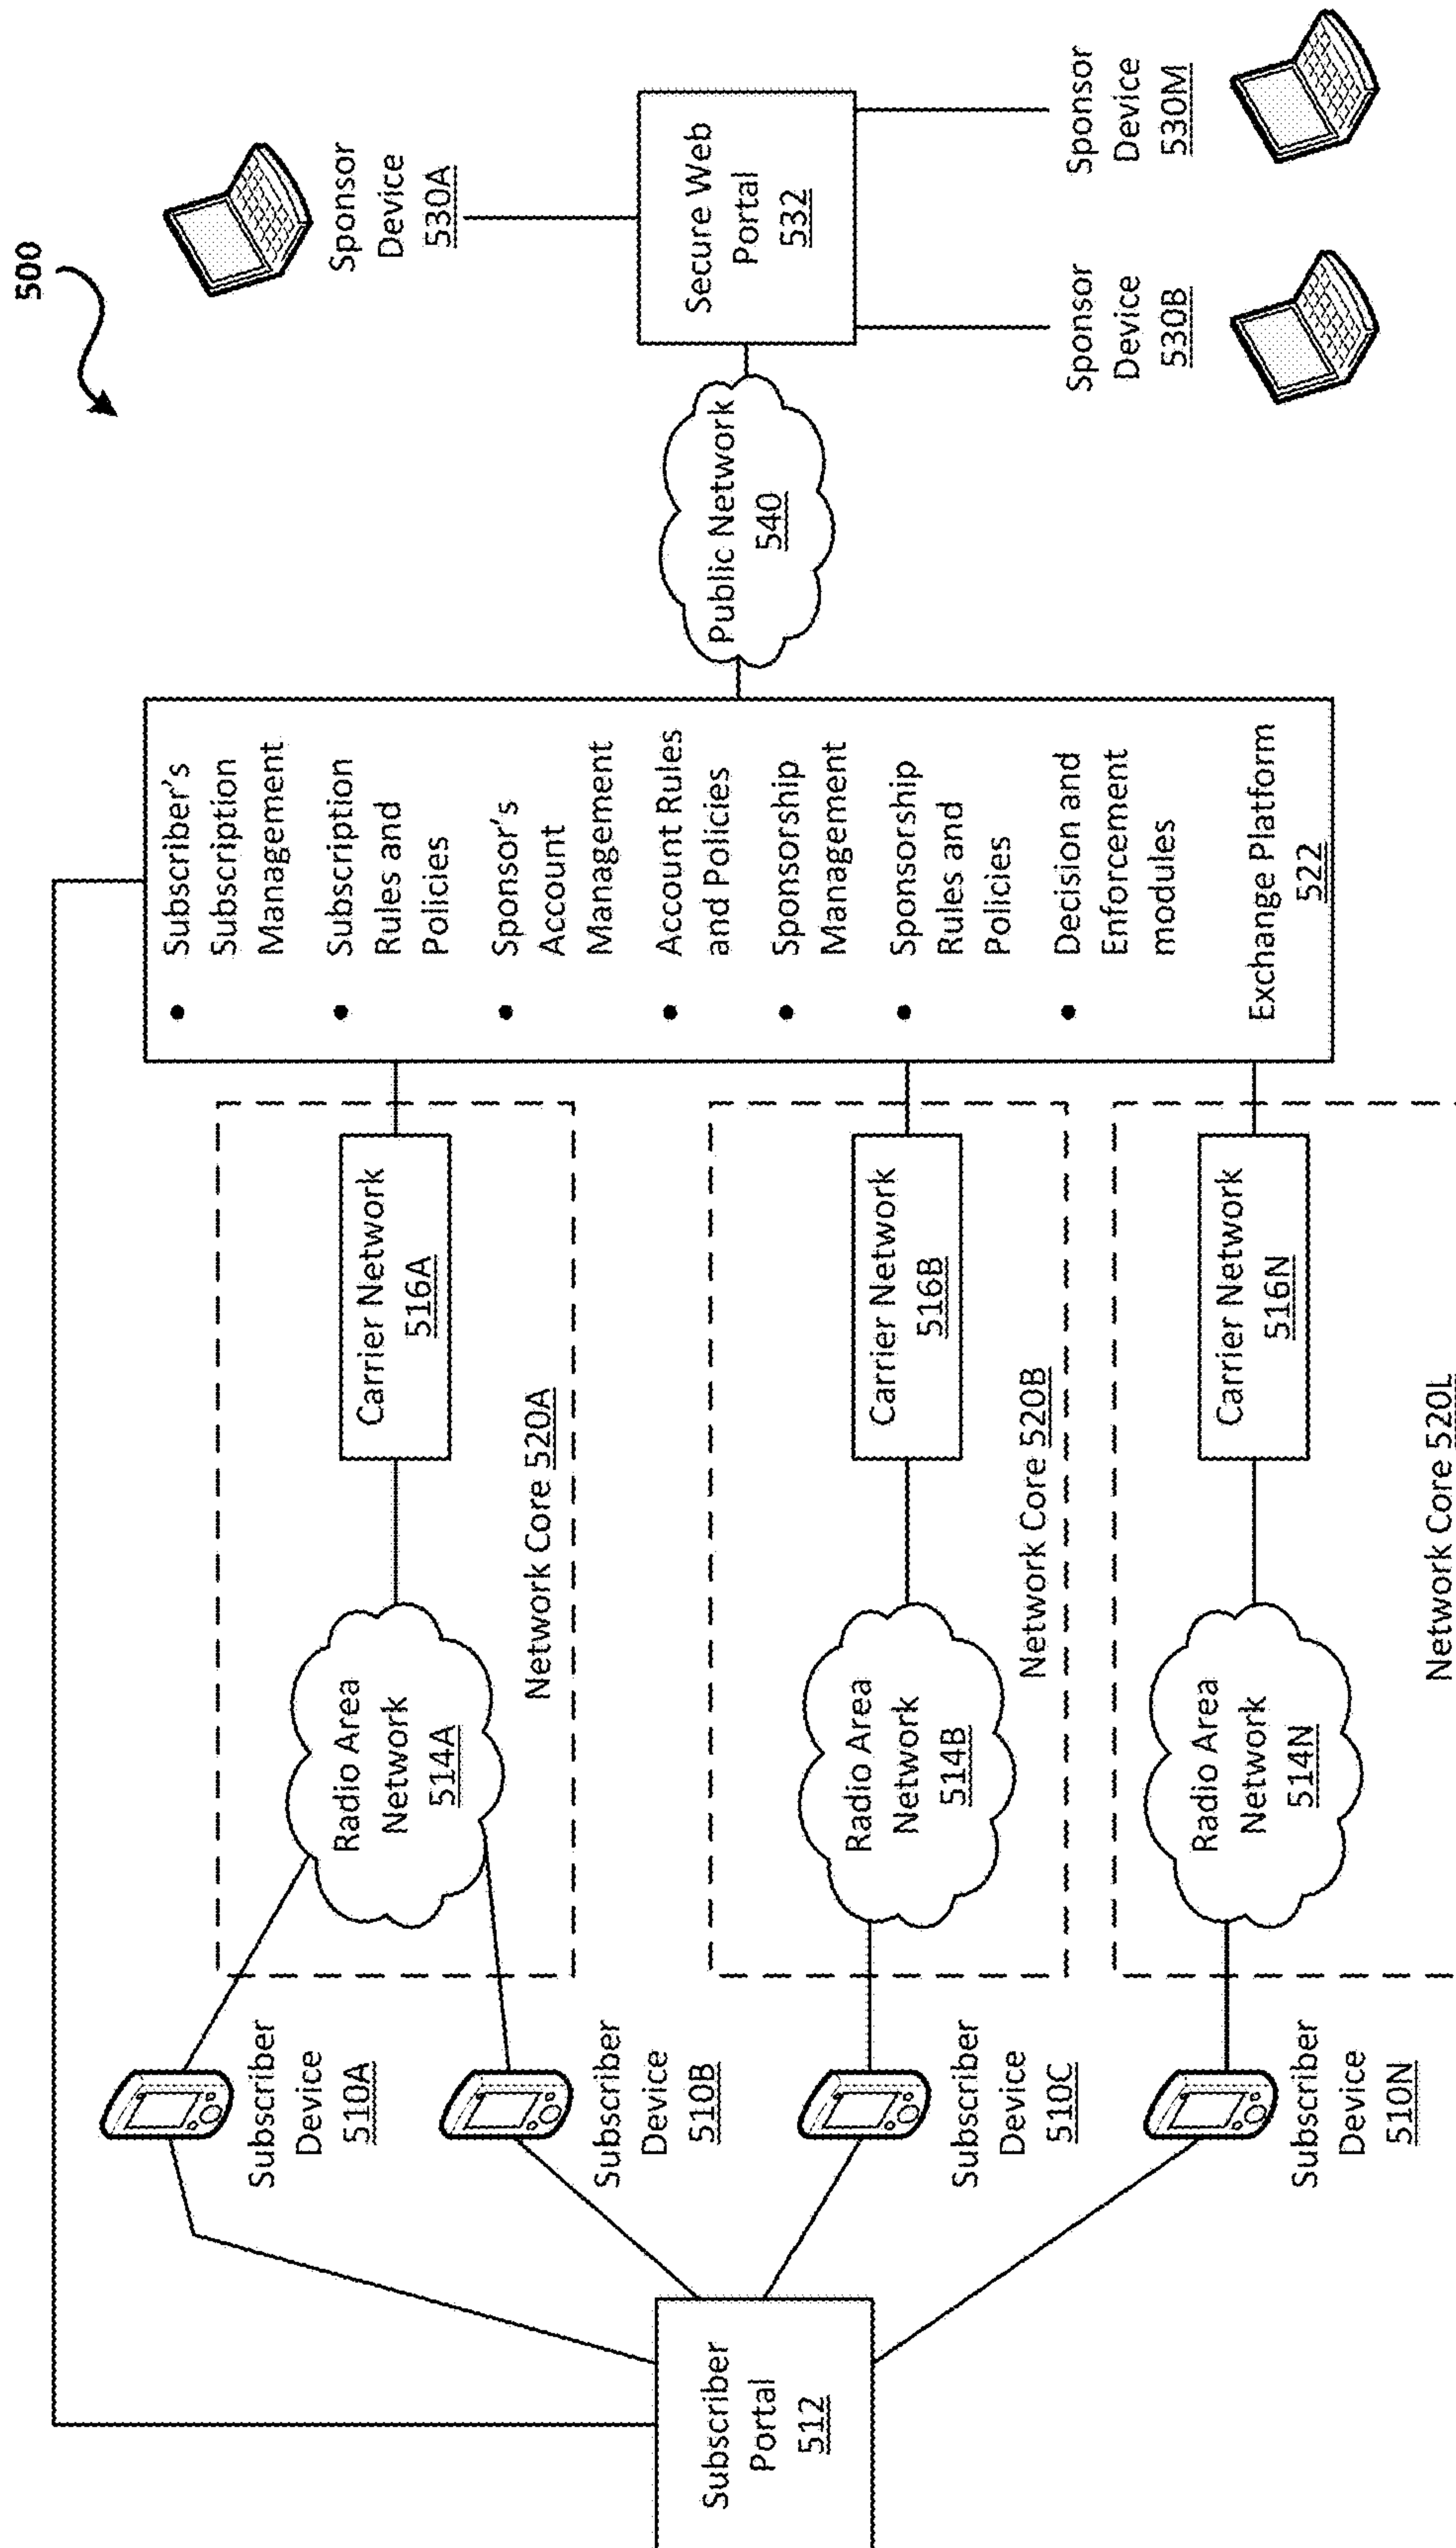 500
Subscriber
Portal
512
Subscriber
Device
510A
Subscriber
Device
510B
Subscriber
Device
510C
Subscriber
Device
510N
Radio Area
Network
514A
Carrier Network
516A
Network Core 520A
Radio Area
Network
514B
Carrier Network
516B
Network Core 520B
Radio Area
Network
514N
Carrier Network
516N
Network Core 520L
• Subscriber's
Subscription
Management
• Subscription
Rules and
Policies
• Sponsor's
Account
Management
• Account Rules
and Policies
• Sponsorship
Management
• Sponsorship
Rules and
Policies
• Decision and
Enforcement
modules
Exchange Platform
522
Public Network
540
Secure Web
Portal
532
Sponsor
Device
530A
Sponsor
Device
530B
Sponsor
Device
530M